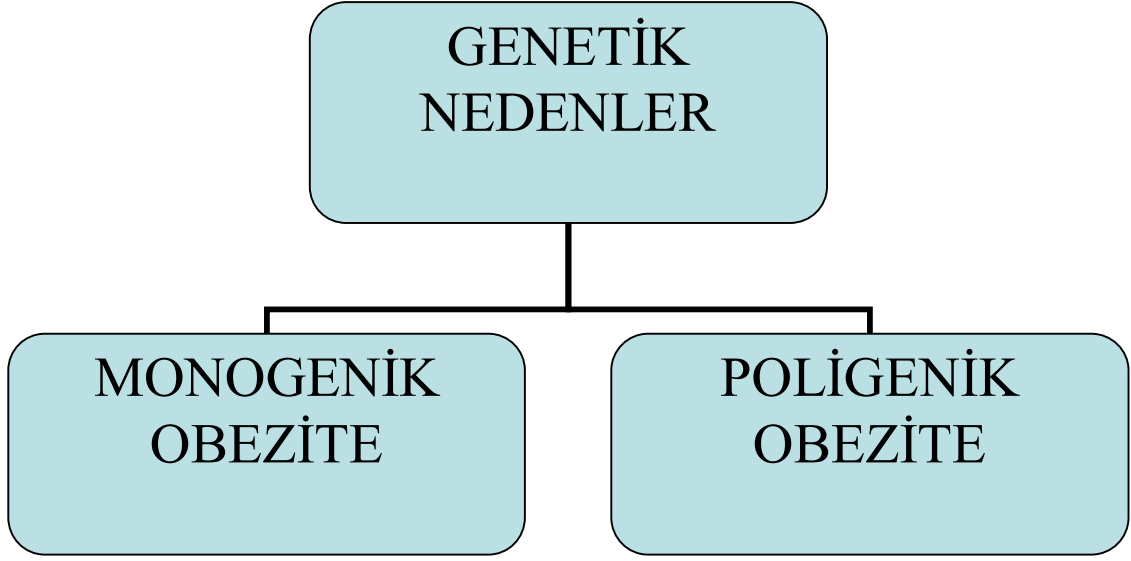 GENETİK
NEDENLER
MONOGENİK
OBEZİTE
POLİGENİK
OBEZİTE